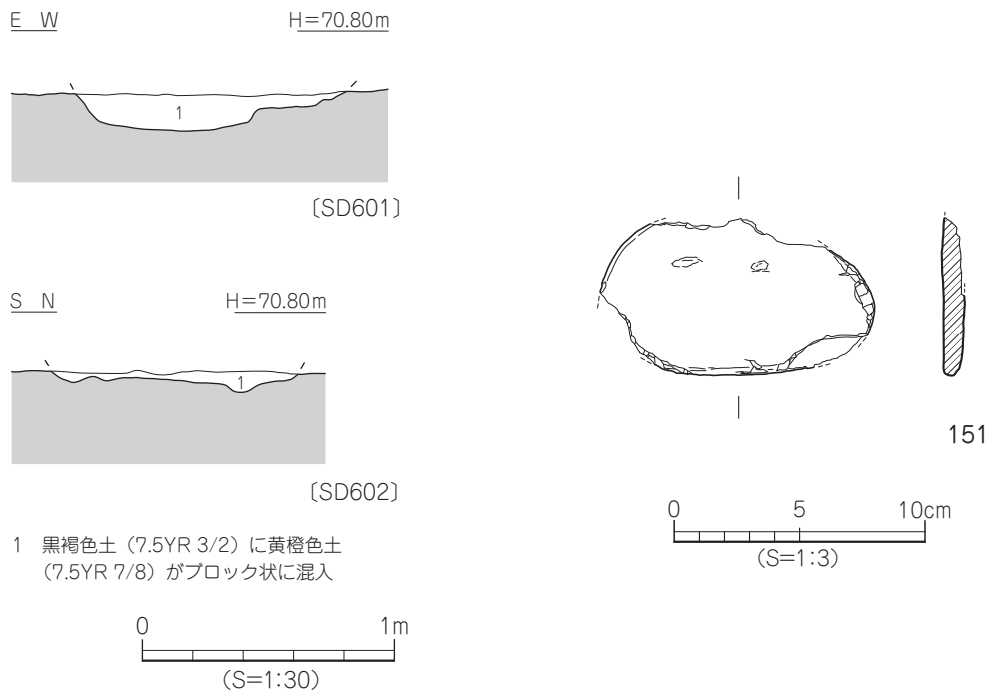 E W
H=70.80m
1
〔SD601〕
S N
H=70.80m
1
〔SD602〕
1 黒褐色土(7.5YR 3/2)に黄橙色土
(7.5YR 7/8)がブロック状に混入
0 1m
(S=1:30)
151
0 5 10cm
(S=1:3)